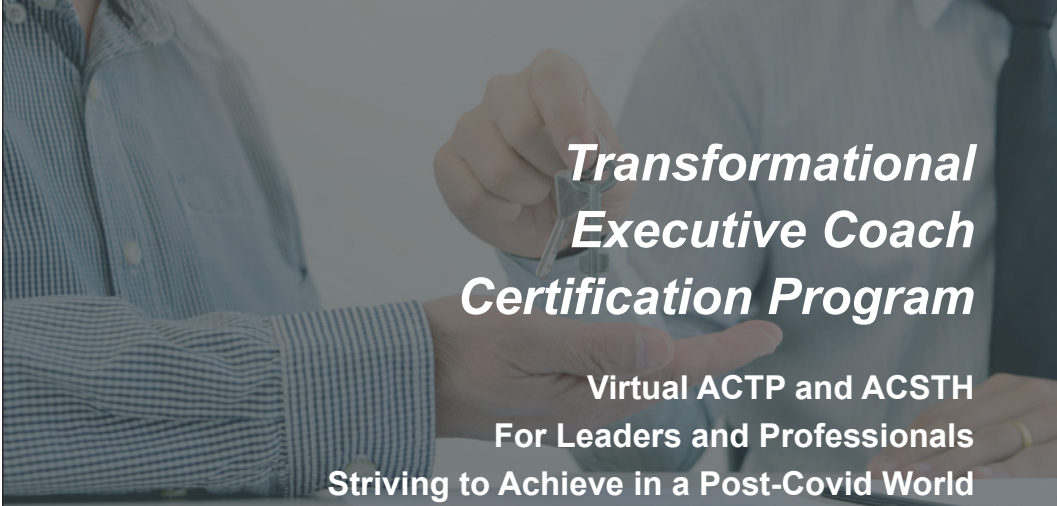 Transformational
Executive Coach
Certification Program
Virtual ACTP and ACSTH
For Leaders and Professionals
Striving to Achieve in a Post-Covid World